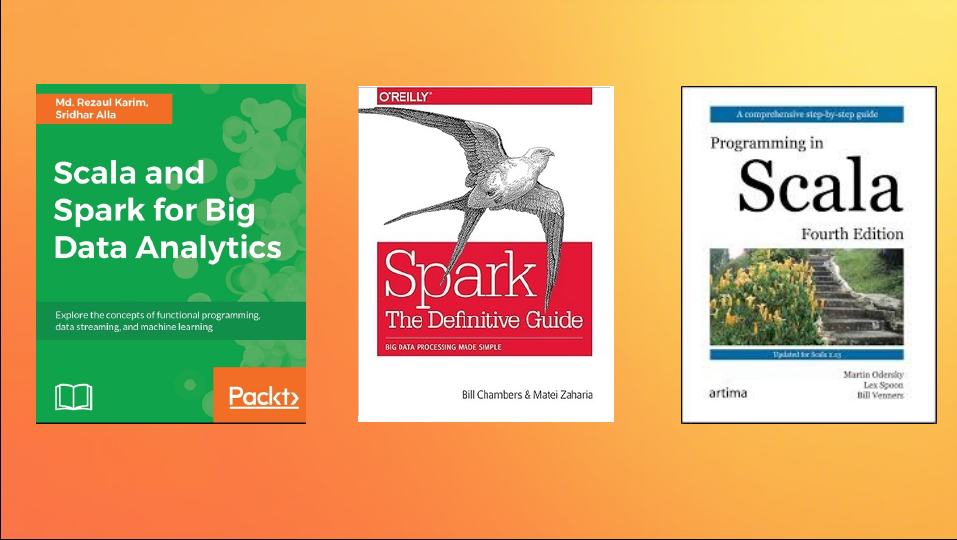 Md. Rezaul Karim,
Sridhar Alla
Scala and
Spark for Big
Data Analytics
Explore the concepts of functional programming,
data streaming, and machine learning
Packt>
O'REILLY®
Spark
The Definitive Guide
BIG DATA PROCESSING MADE SIMPLE
Bill Chambers & Matei Zaharia
A comprehensive step-by-step guide
Programming in
Scala
Fourth Edition
Updated for Scala 2.13
Martin Odersky
Lex Spoon
Bill Venners
artima